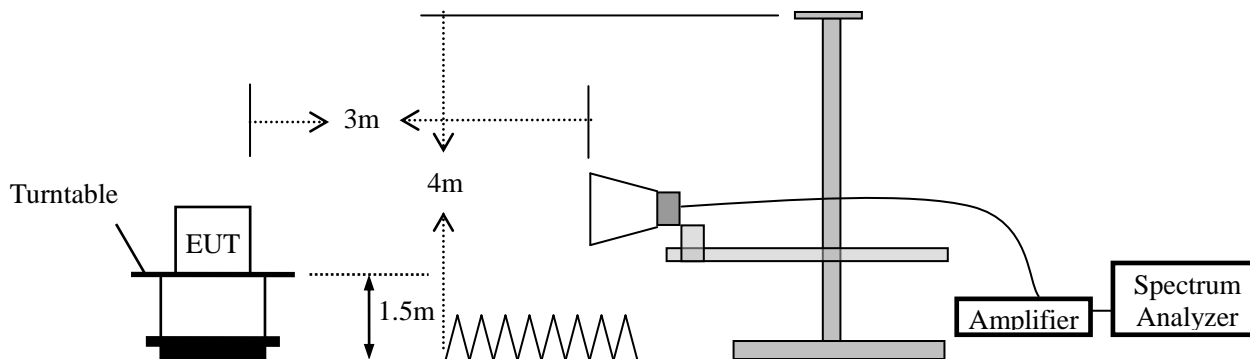 3m
4m
Turntable
EUT
1.5m
Amplifier
Spectrum
Analyzer